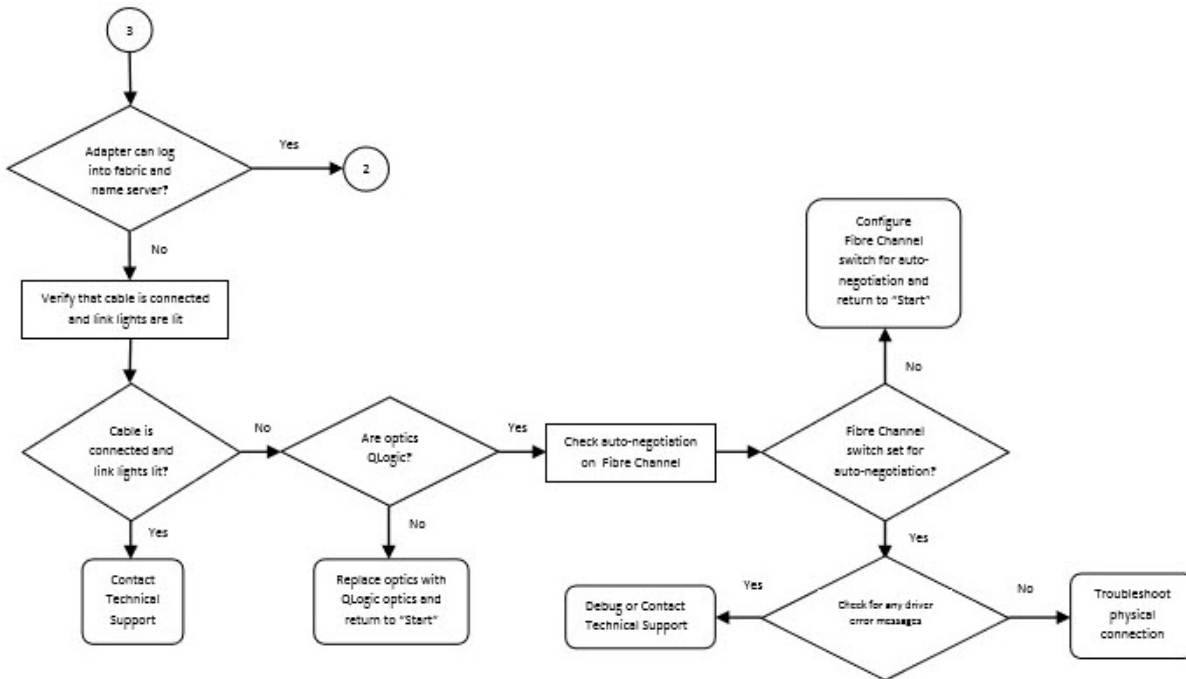 3
Adapter can log
into fabric and
name server?
Yes
2
No
Verify that cable is connected
and link lights are lit
Cable is
connected and
link lights lit?
No
Yes
Contact
Technical
Support
Are optics
QLogic?
Yes
No
Replace optics with
QLogic optics and
return to “Start”
Check auto-negotiation
on Fibre Channel
Fibre Channel
switch set for
auto-negotiation?
No
Configure
Fibre Channel
switch for auto-
negotiation and
return to “Start”
Yes
Check for any driver
error messages
Yes
Debug or Contact
Technical Support
No
Troubleshoot
physical
connection